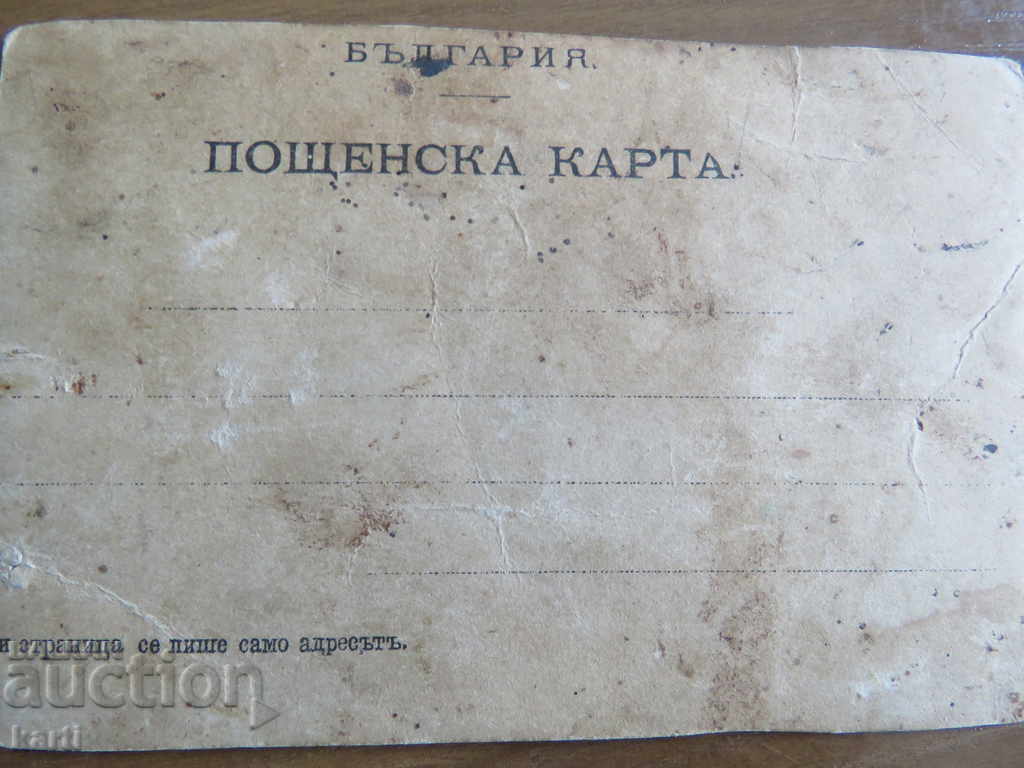 БЪЛГАРИЯ.
ПОЩЕНСКА КАРТА.
и страница се пише само адресътъ.
auction
karti